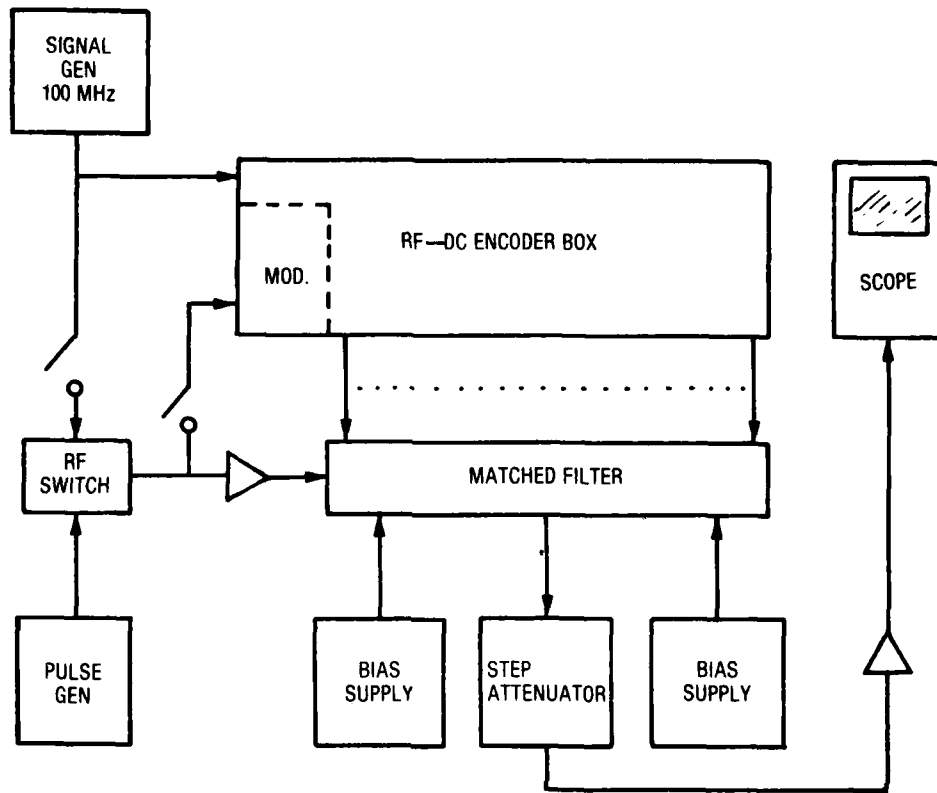 SIGNAL
GEN
100 MHz
RF—DC ENCODER BOX
MOD.
SCOPE
RF
SWITCH
MATCHED FILTER
PULSE
GEN
BIAS
SUPPLY
STEP
ATTENUATOR
BIAS
SUPPLY